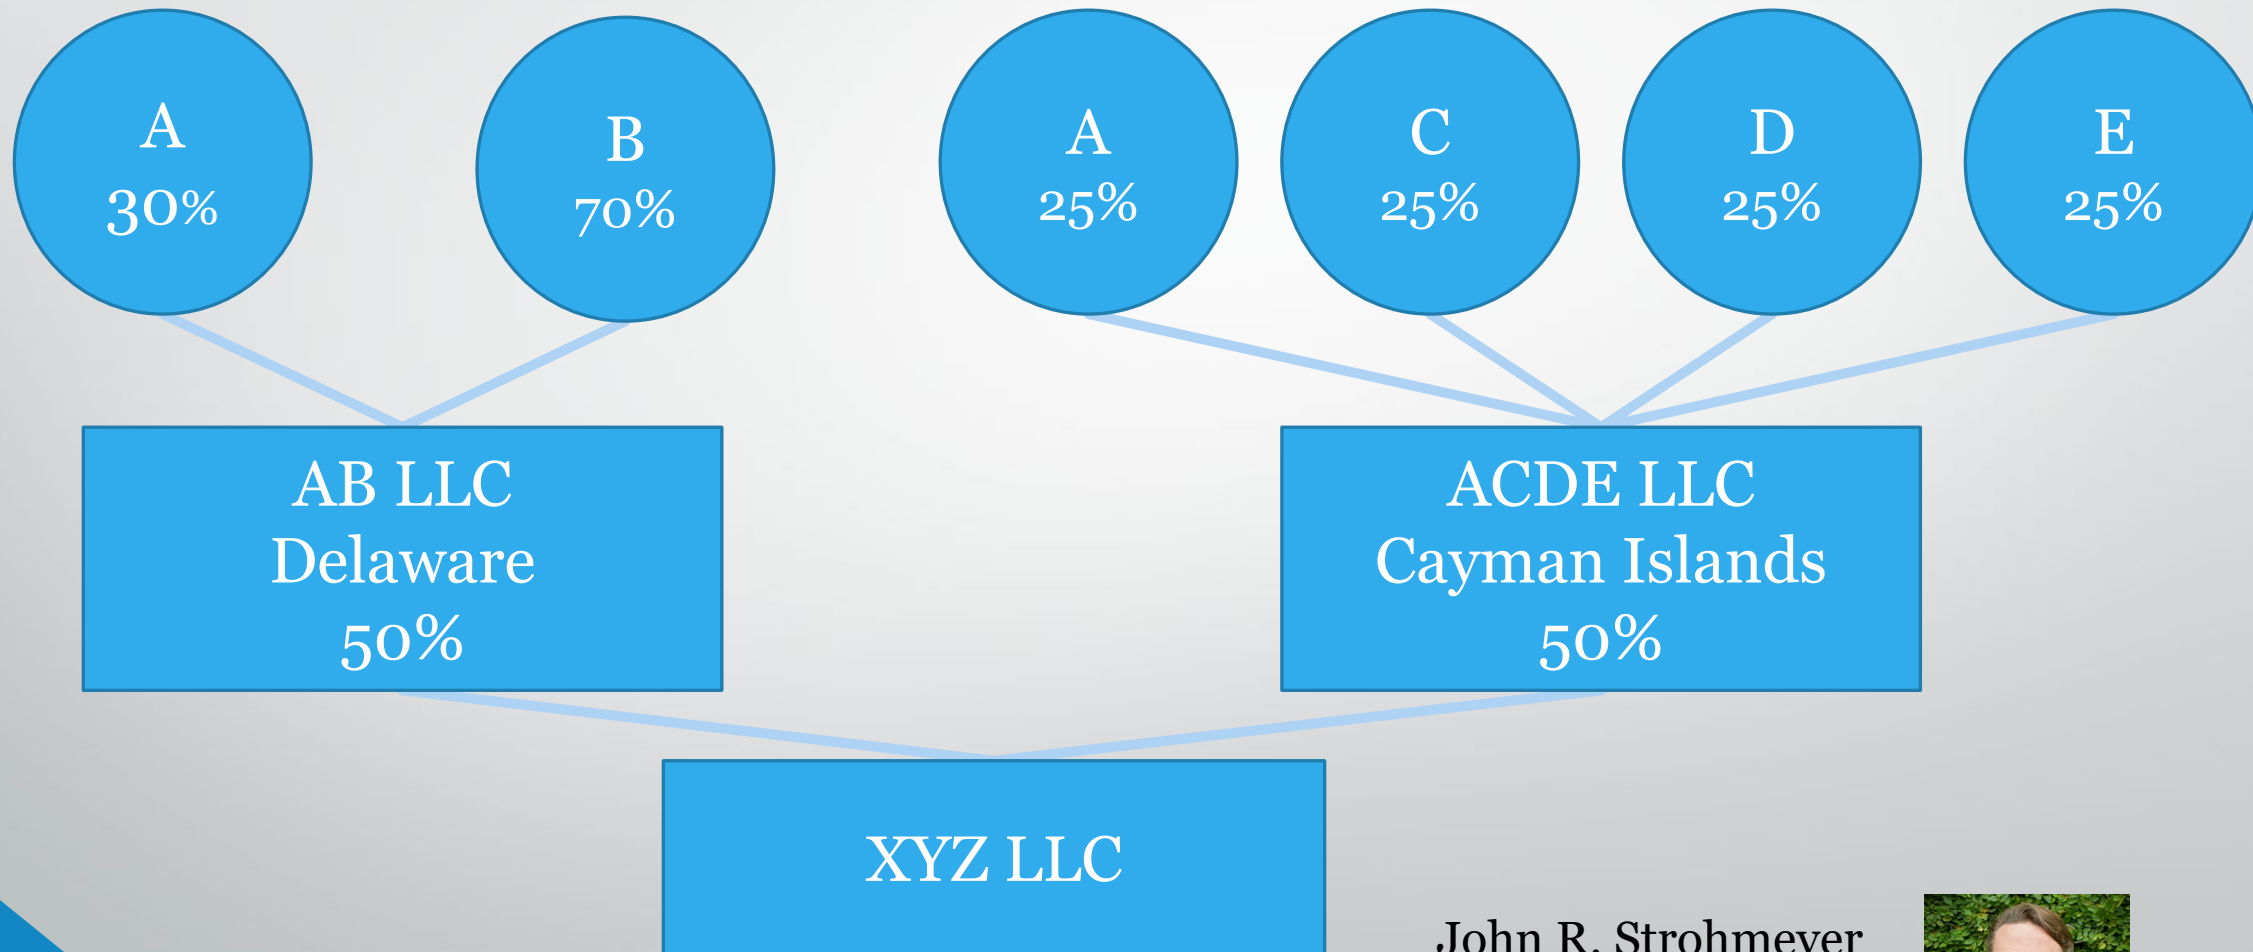 A
30%
B
70%
A
25%
C
25%
D
25%
E
25%
AB LLC
Delaware
50%
ACDE LLC
Cayman Islands
50%
XYZ LLC
John R. Strohmeyer